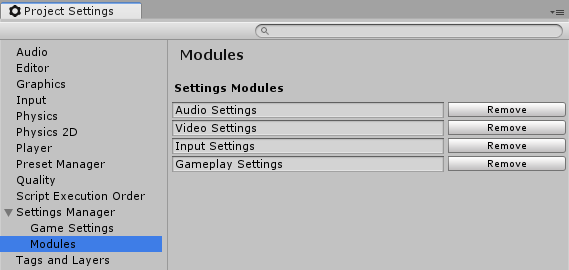 Project Settings
Modules
Settings Modules
Audio Settings Remove
Video Settings Remove
Input Settings Remove
Gameplay Settings Remove
Audio
Editor
Graphics
Input
Physics
Physics 2D
Player
Preset Manager
Quality
Script Execution Order
Settings Manager
Game Settings
Modules
Tags and Layers